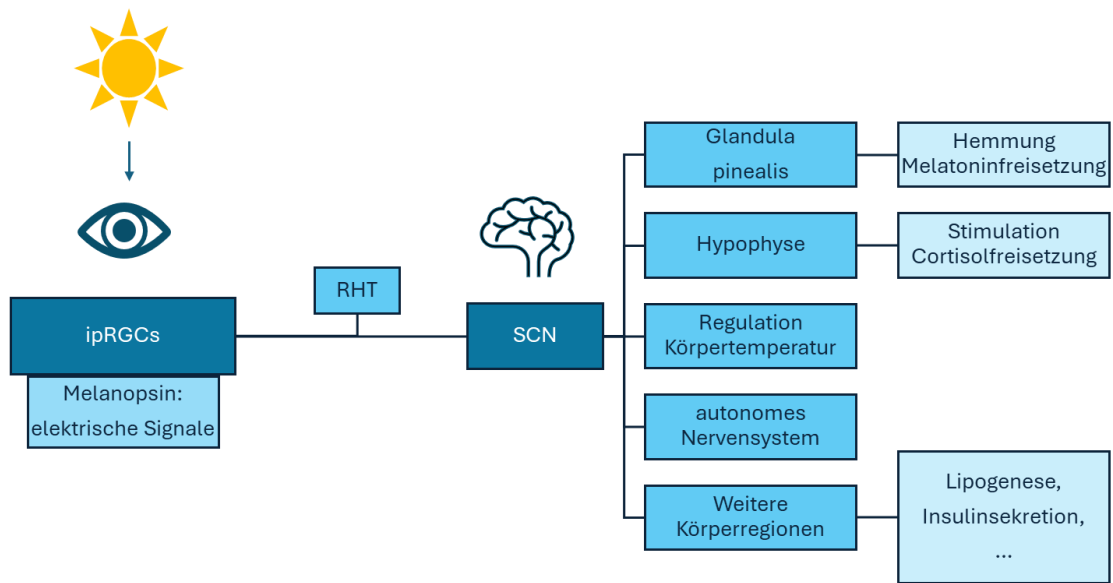 ipRGCs
Melanopsin:
elektrische Signale
RHT
SCN
Glandula
pinealis
Hemmung
Melatoninfreisetzung
Hypophyse
Stimulation
Cortisolfreisetzung
Regulation
Körpertemperatur
autonomes
Nervensystem
Weitere
Körperregionen
Lipogenese,
Insulinsekretion,
...